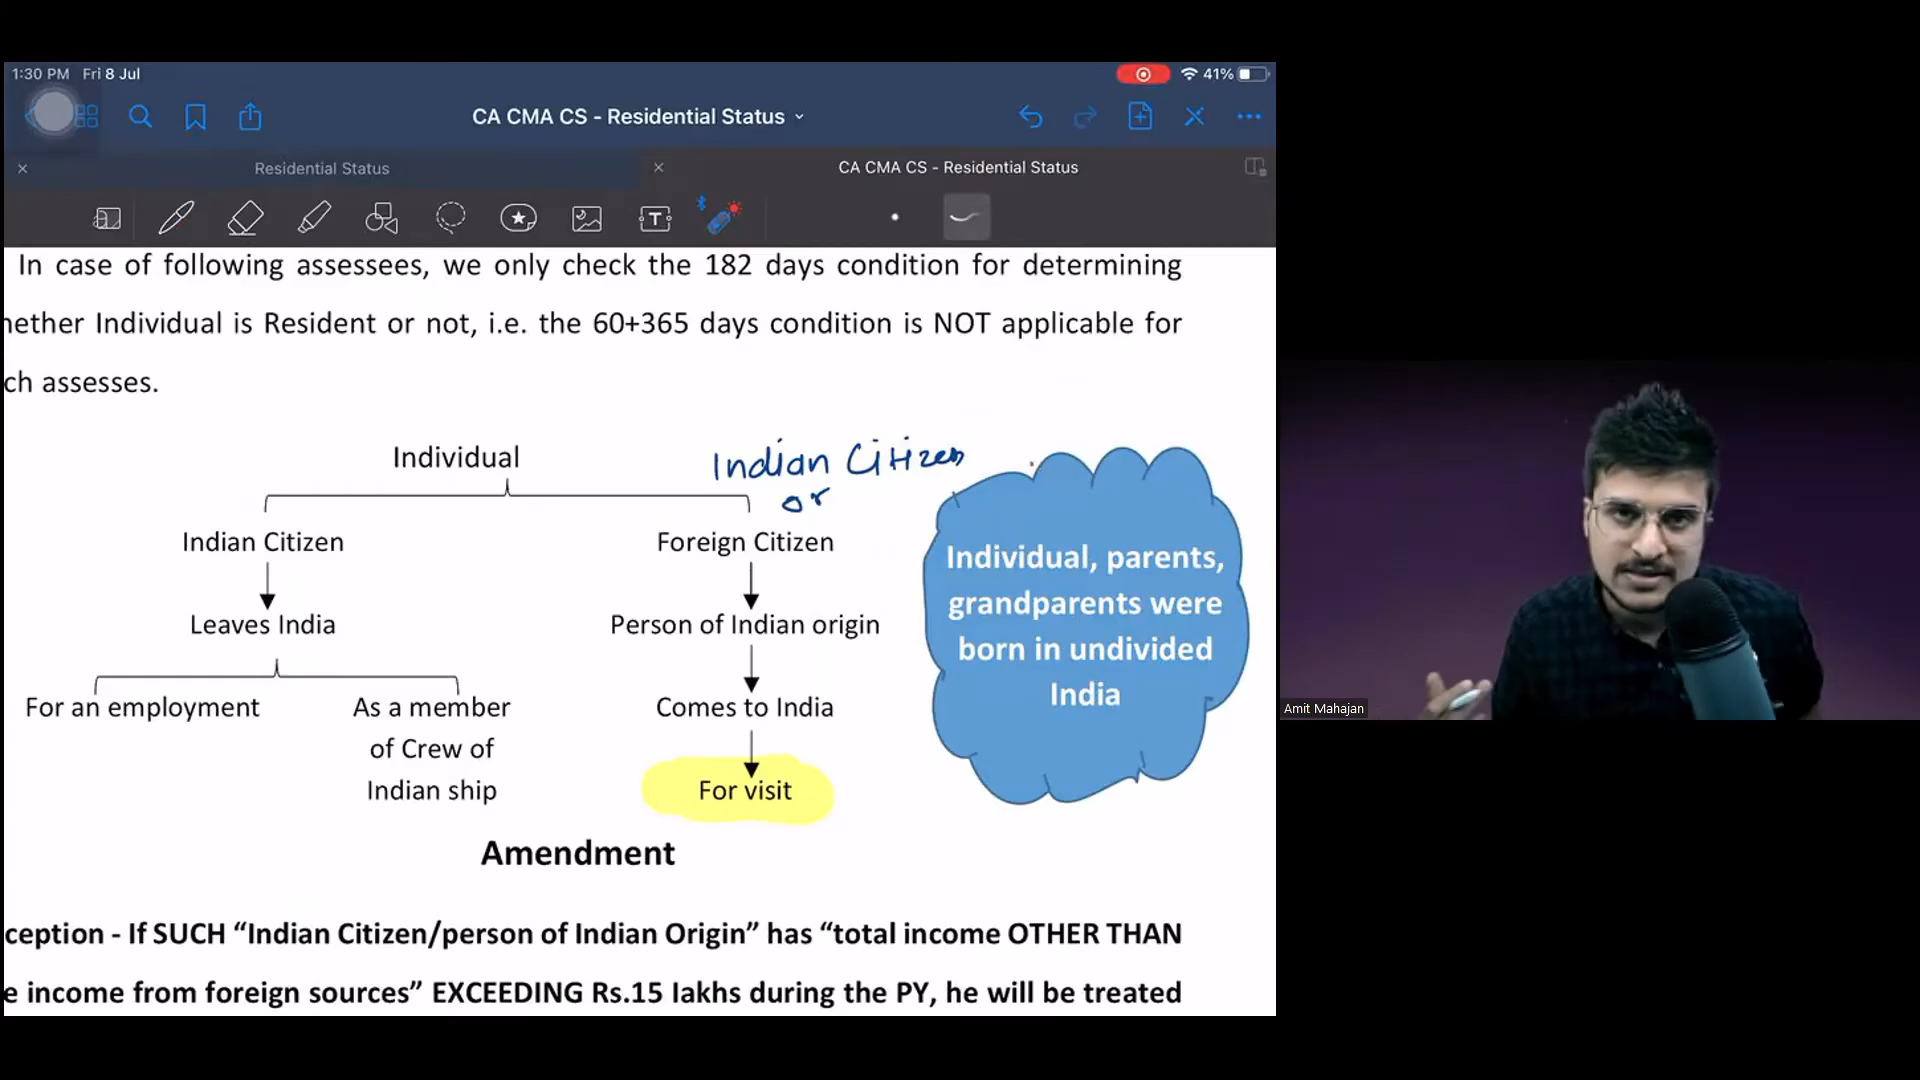 1:30 PM Fri 8 Jul
41%
CA CMA CS - Residential Status
Residential Status
CA CMA CS - Residential Status
In case of following assessees, we only check the 182 days condition for determining
hether Individual is Resident or not, i.e. the 60+365 days condition is NOT applicable for
ch assesses.
Individual
Indian Citizen
or
Indian Citizen
Foreign Citizen
Leaves India
Person of Indian origin
For an employment
As a member
of Crew of
Indian ship
Comes to India
For visit
Individual, parents,
grandparents were
born in undivided
India
Amendment
ception - If SUCH “Indian Citizen/person of Indian Origin” has “total income OTHER THAN
e income from foreign sources” EXCEEDING Rs.15 lakhs during the PY, he will be treated
Amit Mahajan